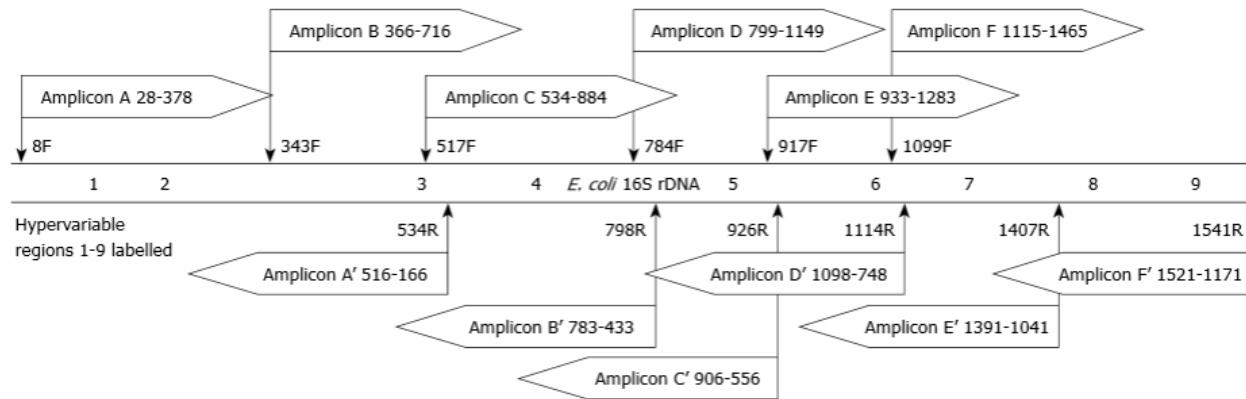 Amplicon B 366-716
Amplicon D 799-1149
Amplicon F 1115-1465
Amplicon A 28-378
Amplicon C 534-884
Amplicon E 933-1283
8F
343F
517F
784F
917F
1099F
1 2 3 4 E. coli 16S rDNA 5 6 7 8 9
Hypervariable
regions 1-9 labelled
534R
798R
926R
1114R
1407R
1541R
Amplicon A′ 516-166
Amplicon D′ 1098-748
Amplicon F′ 1521-1171
Amplicon B′ 783-433
Amplicon E′ 1391-1041
Amplicon C′ 906-556